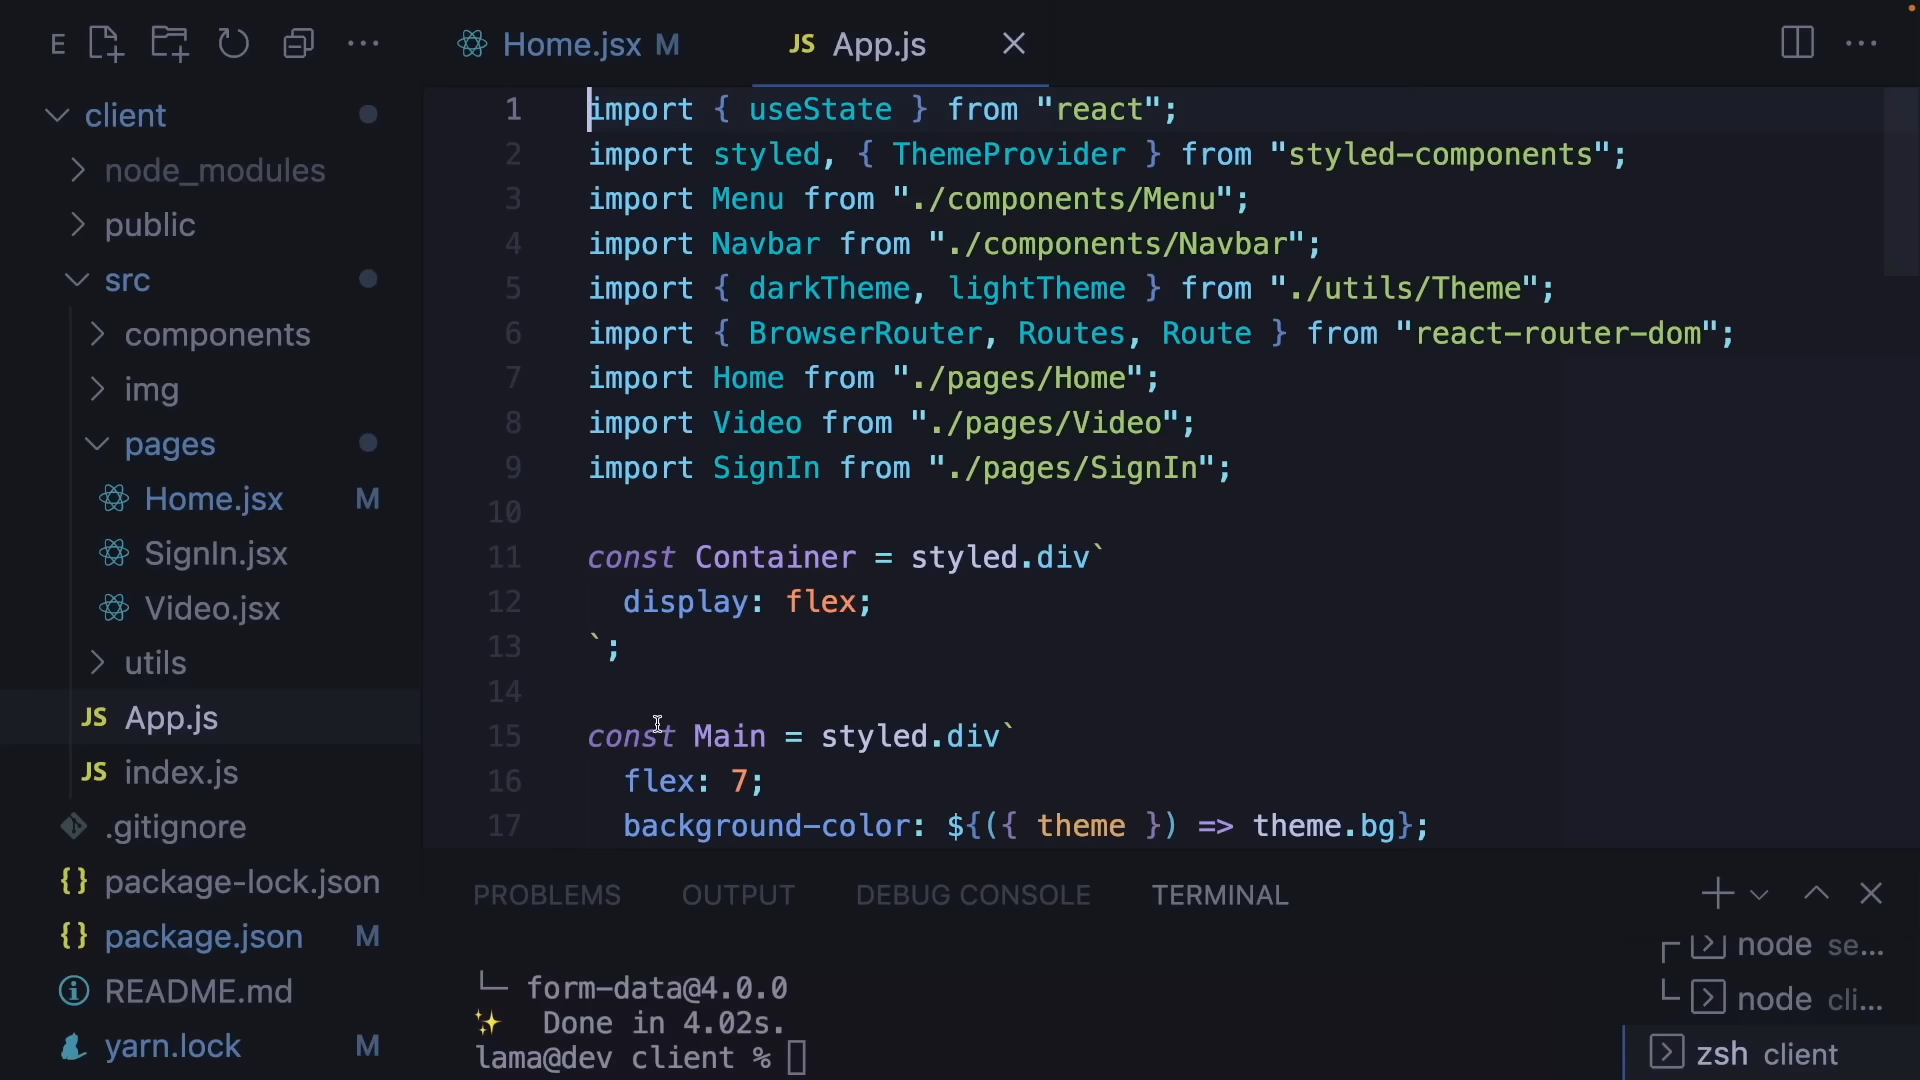 E
Home.jsx M
JS App.js
client
node_modules
public
src
components
img
pages
Home.jsx M
SignIn.jsx
Video.jsx
utils
JS App.js
JS index.js
.gitignore
{} package-lock.json
{} package.json M
README.md
yarn.lock M
1 import { useState } from "react";
2 import styled, { ThemeProvider } from "styled-components";
3 import Menu from "./components/Menu";
4 import Navbar from "./components/Navbar";
5 import { darkTheme, lightTheme } from "./utils/Theme";
6 import { BrowserRouter, Routes, Route } from "react-router-dom";
7 import Home from "./pages/Home";
8 import Video from "./pages/Video";
9 import SignIn from "./pages/SignIn";
10
11 const Container = styled.div`
12 display: flex;
13 `;
14
15 const Main = styled.div`
16 flex: 7;
17 background-color: ${({ theme }) => theme.bg};
PROBLEMS OUTPUT DEBUG CONSOLE TERMINAL
└─ form-data@4.0.0
✨ Done in 4.02s.
lama@dev client %
node se...
node cli...
zsh client